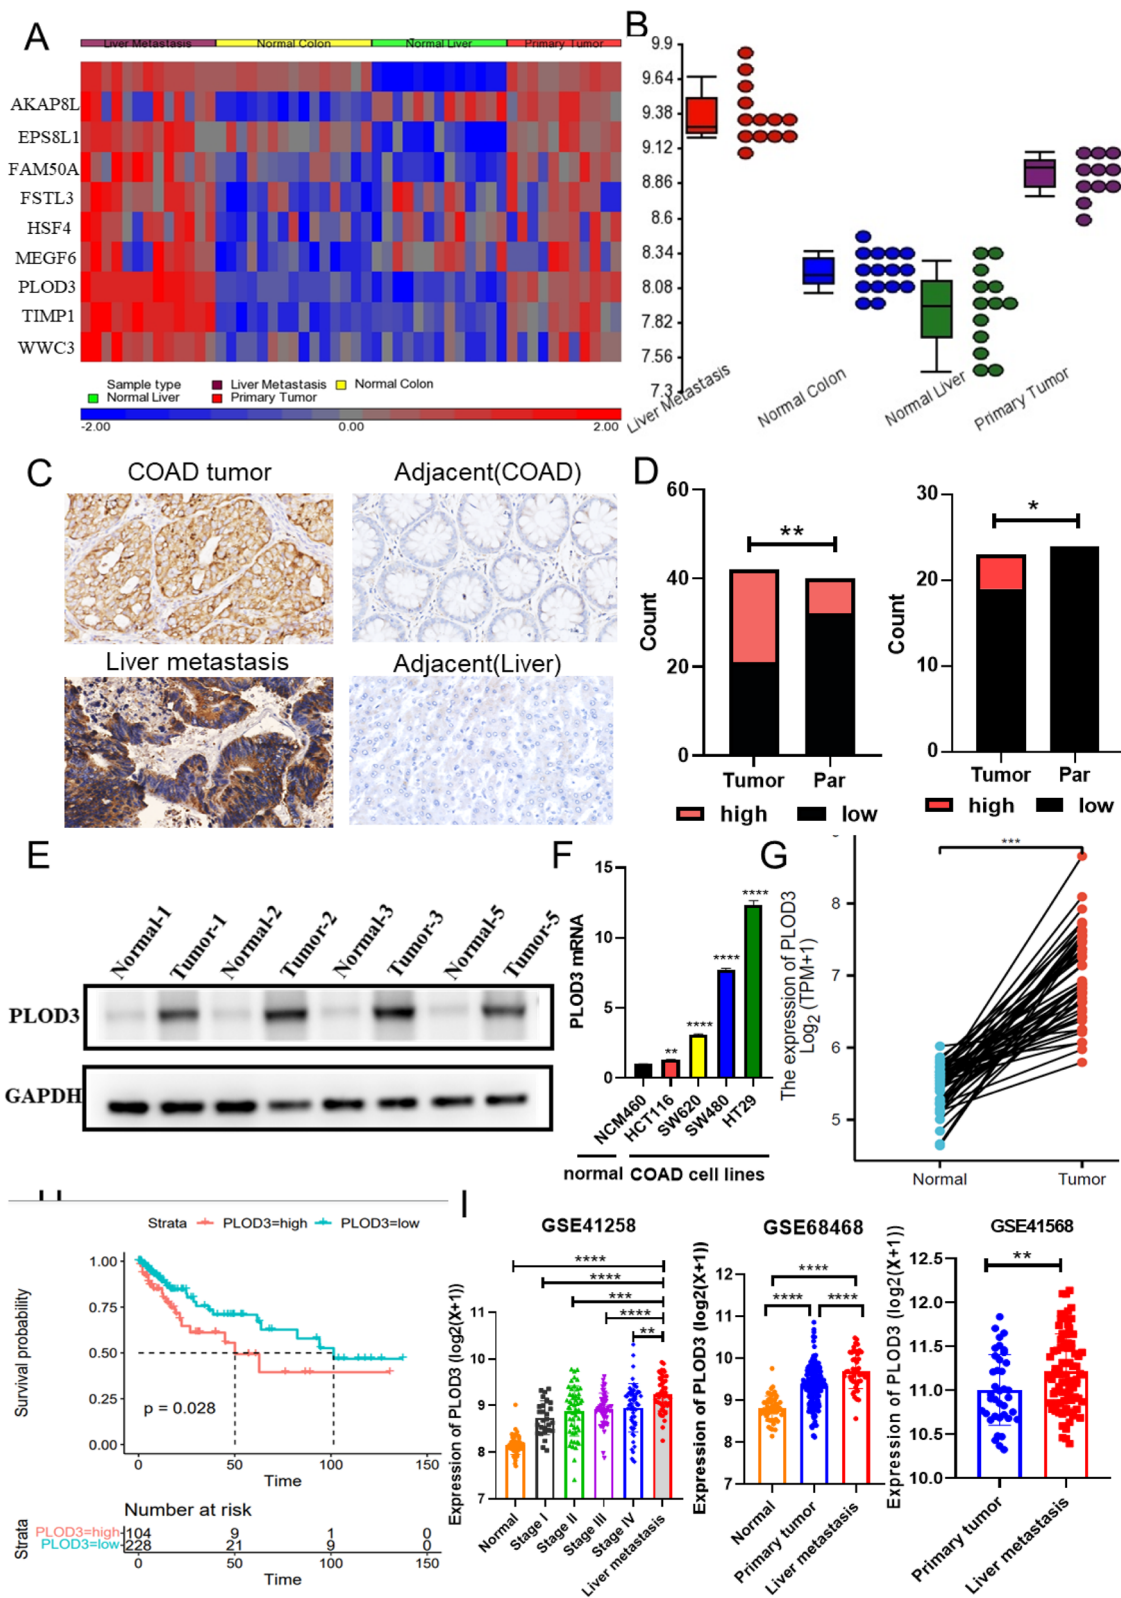 A
Liver Metastasis Normal Colon Normal Liver Primary Tumor
AKAP8L
EPS8L1
FAM50A
FSTL3
HSF4
MEGF6
PLOD3
TIMP1
WWC3
Sample type Liver Metastasis Normal Colon
Normal Liver Primary Tumor
-2.00 0.00 2.00
B
9.9
9.64
9.38
9.12
8.86
8.6
8.34
8.08
7.82
7.56
7.3
Liver Metastasis Normal Colon Normal Liver Primary Tumor
C
COAD tumor Adjacent(COAD)
Liver metastasis Adjacent(Liver)
D
Count
60
40
20
0
**
Tumor Par
high low
Count
30
20
10
0
*
Tumor Par
high low
E
Normal-1 Tumor-1 Normal-2 Tumor-2 Normal-3 Tumor-3 Normal-5 Tumor-5
PLOD3
GAPDH
F
PLOD3 mRNA
15
10
5
0
** **** **** ****
NCM460 HCT116 SW620 SW480 HT29
normal COAD cell lines
G
The expression of PLOD3
Log2 (TPM+1)
***
8
7
6
5
Normal Tumor
Strata PLOD3=high PLOD3=low
Survival probability
1.00
0.75
0.50
0.25
0.00
p = 0.028
0 50 100 150
Time
Number at risk
Strata
PLOD3=high 104 9 1 0
PLOD3=low 228 21 9 0
0 50 100 150
Time
I
GSE41258
Expression of PLOD3 (log2(X+1))
11
10
9
8
7
****
****
***
****
**
Normal Stage I Stage II Stage III Stage IV Liver metastasis
GSE68468
Expression of PLOD3 (log2(X+1))
12
11
10
9
8
7
****
**** ****
Normal Primary tumor Liver metastasis
GSE41568
Expression of PLOD3 (log2(X+1))
12.5
12.0
11.5
11.0
10.5
10.0
**
Primary tumor Liver metastasis